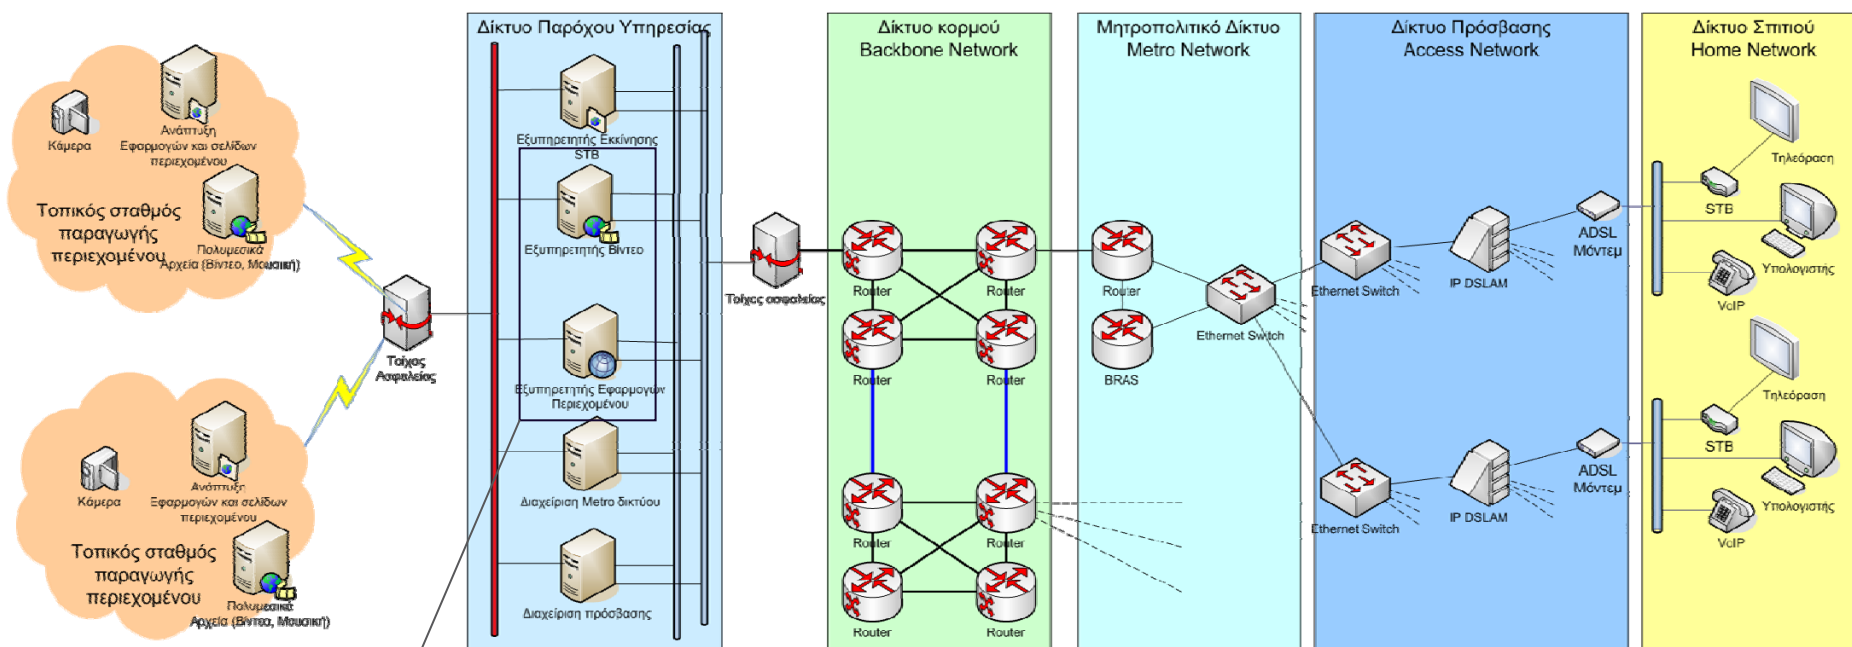 Δίκτυο Παρόχου Υπηρεσίας
Δίκτυο κορμού
Backbone Network
Μητροπολιτικό Δίκτυο
Metro Network
Δίκτυο Πρόσβασης
Access Network
Δίκτυο Σπιτιού
Home Network
Κάμερα
Ανάπτυξη
Εφαρμογών και σελίδων
περιεχομένου
Τοπικός σταθμός
παραγωγής
περιεχομένου
Πολυμεσικά
Αρχεία (Βίντεο, Μουσική)
Τοίχος
Ασφαλείας
Κάμερα
Ανάπτυξη
Εφαρμογών και σελίδων
περιεχομένου
Τοπικός σταθμός
παραγωγής
περιεχομένου
Πολυμεσικά
Αρχεία (Βίντεο, Μουσική)
Εξυπηρετητής Εκκίνησης
STB
Εξυπηρετητής Βίντεο
Εξυπηρετητής Εφαρμογών
Περιεχομένου
Διαχείριση Metro δικτύου
Διαχείριση πρόσβασης
Τοίχος ασφαλείας
Router
Router
Router
Router
Router
Router
Router
Router
Router
BRAS
Ethernet Switch
Ethernet Switch
IP DSLAM
ADSL
Μόντεμ
Ethernet Switch
IP DSLAM
ADSL
Μόντεμ
Τηλεόραση
STB
Υπολογιστής
VoIP
Τηλεόραση
STB
Υπολογιστής
VoIP